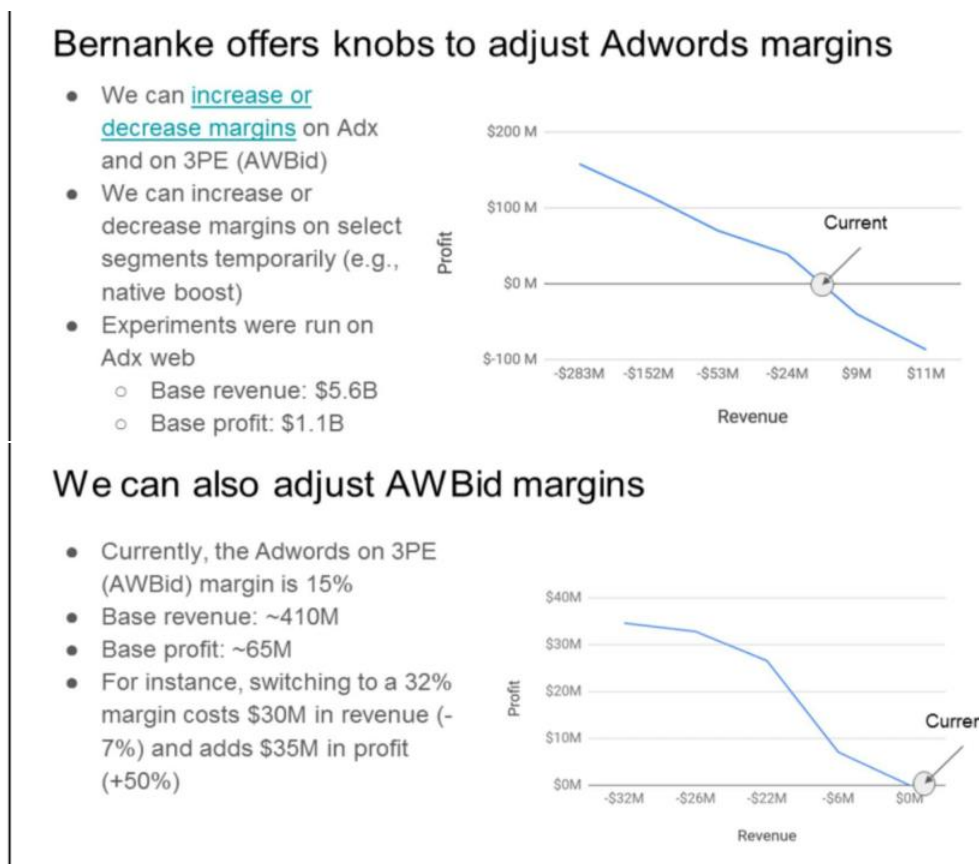 Bernanke offers knobs to adjust Adwords margins
● We can increase or
decrease margins on Adx
and on 3PE (AWBid)
● We can increase or
decrease margins on select
segments temporarily (e.g.,
native boost)
● Experiments were run on
Adx web
○ Base revenue: $5.6B
○ Base profit: $1.1B
$200 M
$100 M
$0 M
$-100 M
Profit
Current
-$283M -$152M -$53M -$24M $9M $11M
Revenue
We can also adjust AWBid margins
● Currently, the Adwords on 3PE
(AWBid) margin is 15%
● Base revenue: ~410M
● Base profit: ~65M
● For instance, switching to a 32%
margin costs $30M in revenue (-
7%) and adds $35M in profit
(+50%)
$40M
$30M
$20M
$10M
$0M
Profit
Curren
-$32M -$26M -$22M -$6M $0M
Revenue